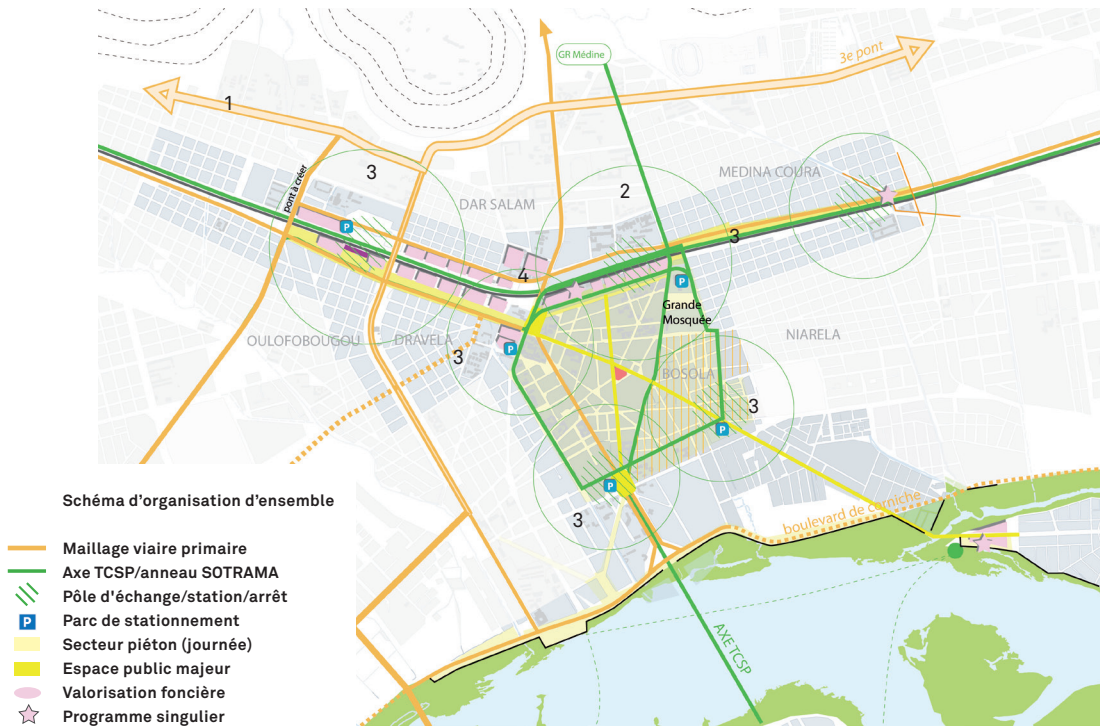 GR Médine
3e pont
1
pont à créer
3
2
MEDINA COURA
DAR SALAM
P
3
4
P
Grande
Mosquée
OULOFOBOUGOU
DRAVELA
NIARELA
P
3
BOSOLA
3
P
P
3
boulevard de corniche
AXE TCSP
Schéma d'organisation d'ensemble
Maillage viaire primaire
Axe TCSP/anneau SOTRAMA
Pôle d'échange/station/arrêt
P Parc de stationnement
Secteur piéton (journée)
Espace public majeur
Valorisation foncière
Programme singulier